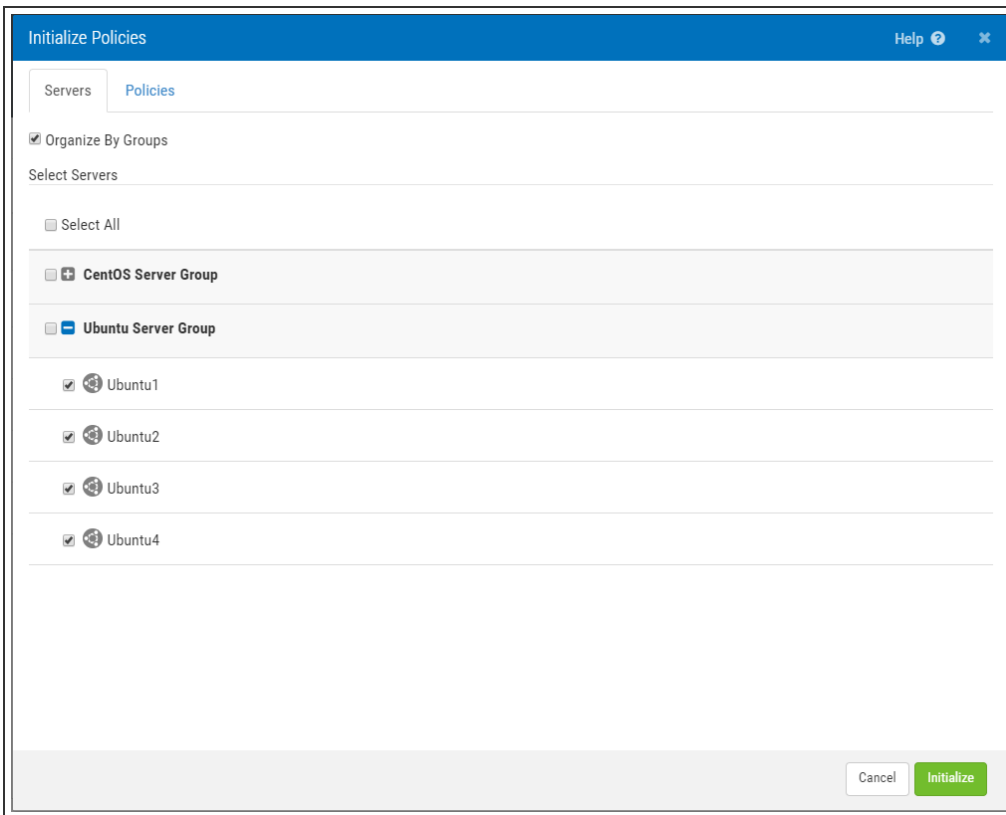 Initialize Policies Help
Servers Policies
Organize By Groups
Select Servers
Select All
CentOS Server Group
Ubuntu Server Group
Ubuntu1
Ubuntu2
Ubuntu3
Ubuntu4
Cancel Initialize